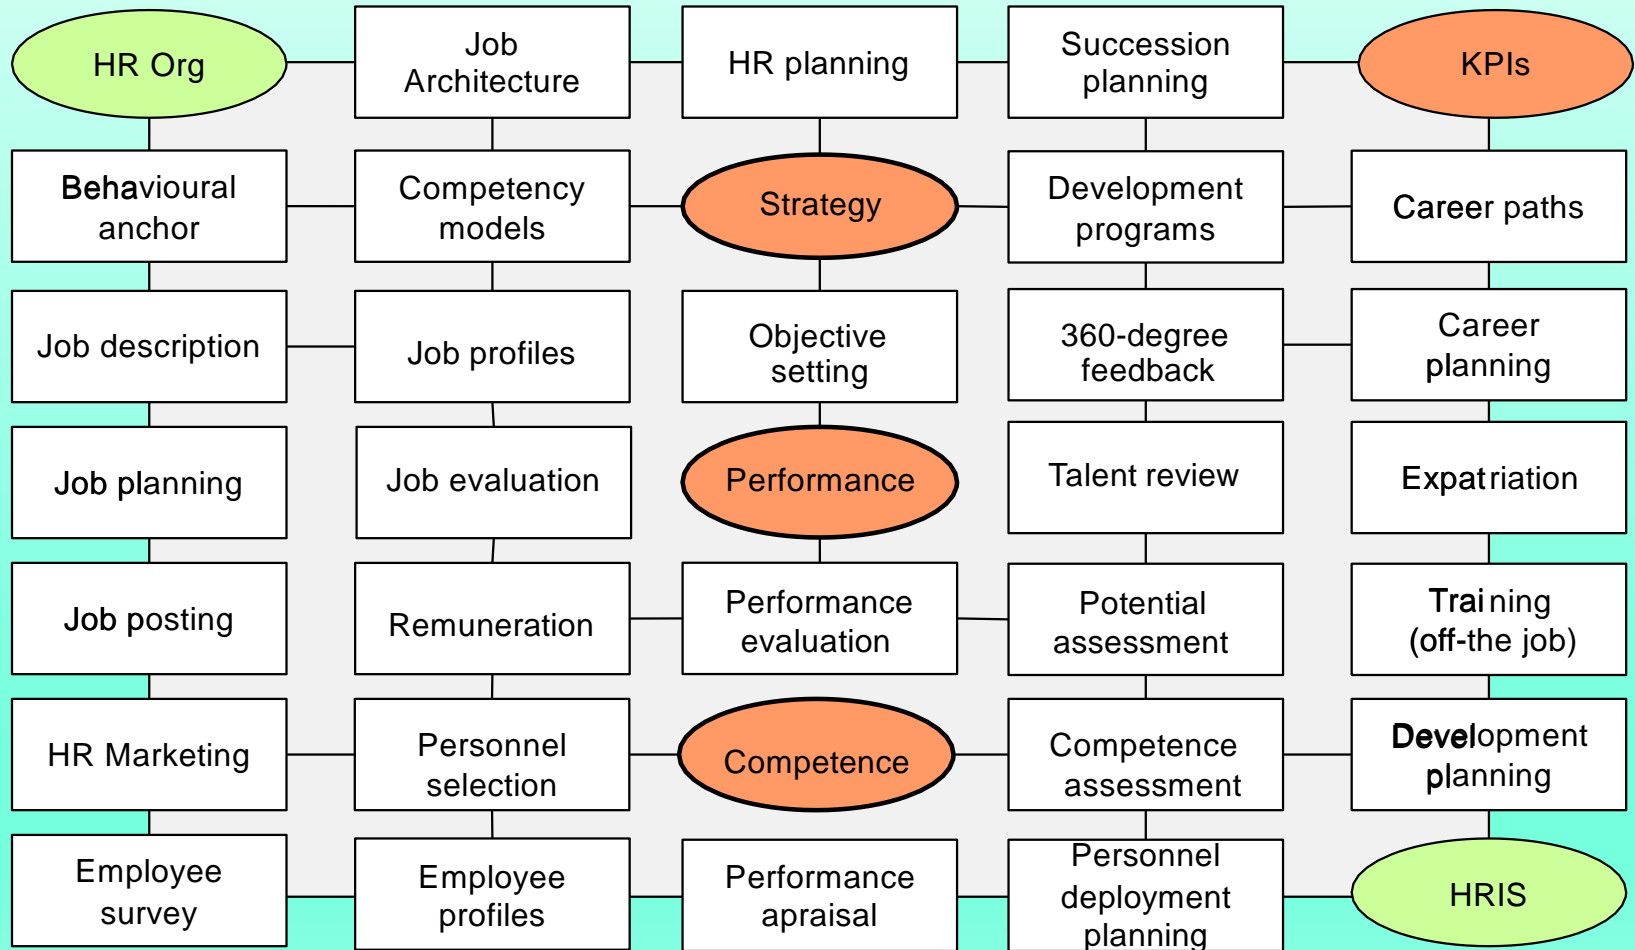 HR Org
Job
Architecture
HR planning
Succession
planning
KPIs
Behavioural
anchor
Competency
models
Strategy
Development
programs
Career paths
Job description
Job profiles
Objective
setting
360-degree
feedback
Career
planning
Job planning
Job evaluation
Performance
Talent review
Expatriation
Job posting
Remuneration
Performance
evaluation
Potential
assessment
Training
(off-the job)
HR Marketing
Personnel
selection
Competence
Competence
assessment
Development
planning
Employee
survey
Employee
profiles
Performance
apraisal
Personnel
deployment
planning
HRIS